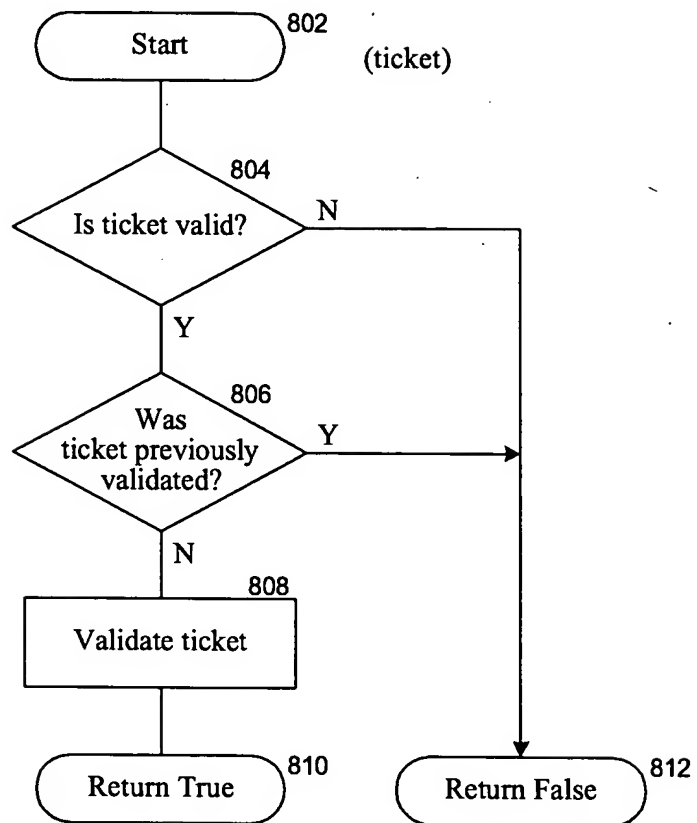 802
Start
(ticket)
804
Is ticket valid?
N
Y
806
Was
ticket previously
validated?
Y
N
808
Validate ticket
810
Return True
812
Return False